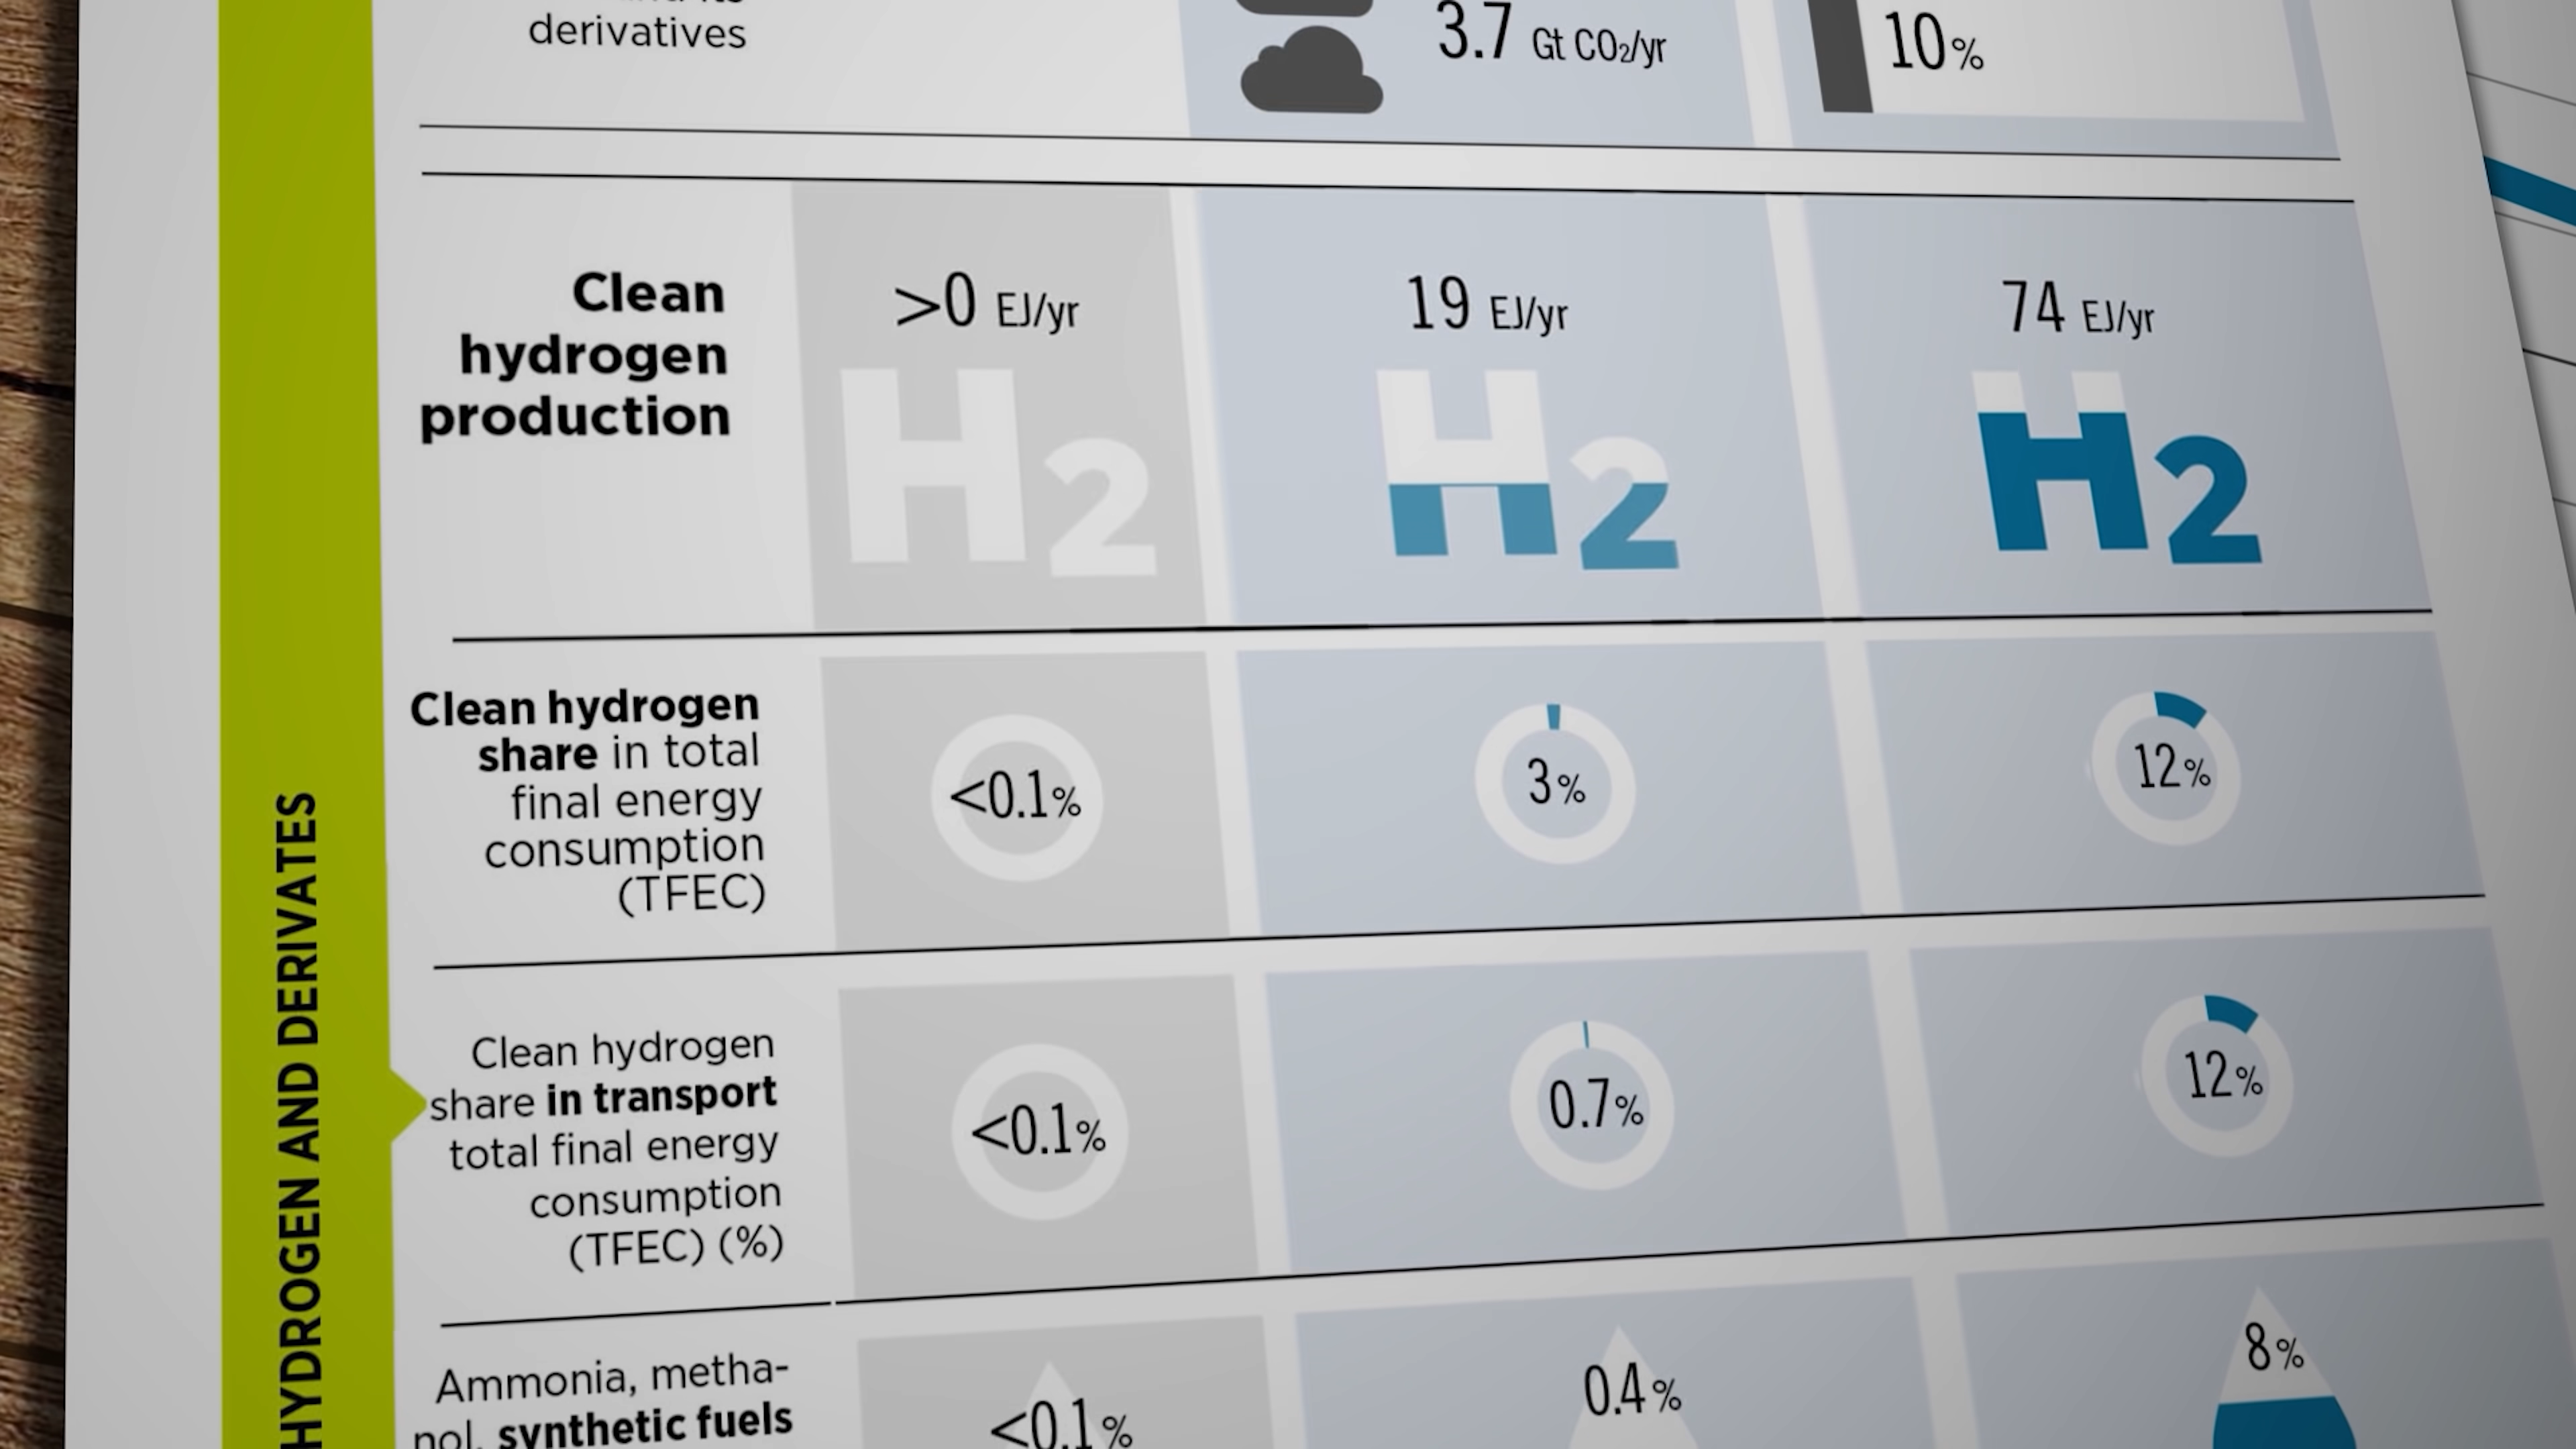 derivatives
3.7 Gt CO₂/yr
10%
Clean
hydrogen
production
>0 EJ/yr
19 EJ/yr
74 EJ/yr
H2
H2
H2
Clean hydrogen
share in total
final energy
consumption
(TFEC)
<0.1%
3%
12%
Clean hydrogen
share in transport
total final energy
consumption
(TFEC) (%)
<0.1%
0.7%
12%
Ammonia, metha-
nol, synthetic fuels
<0.1%
0.4%
8%
HYDROGEN AND DERIVATES